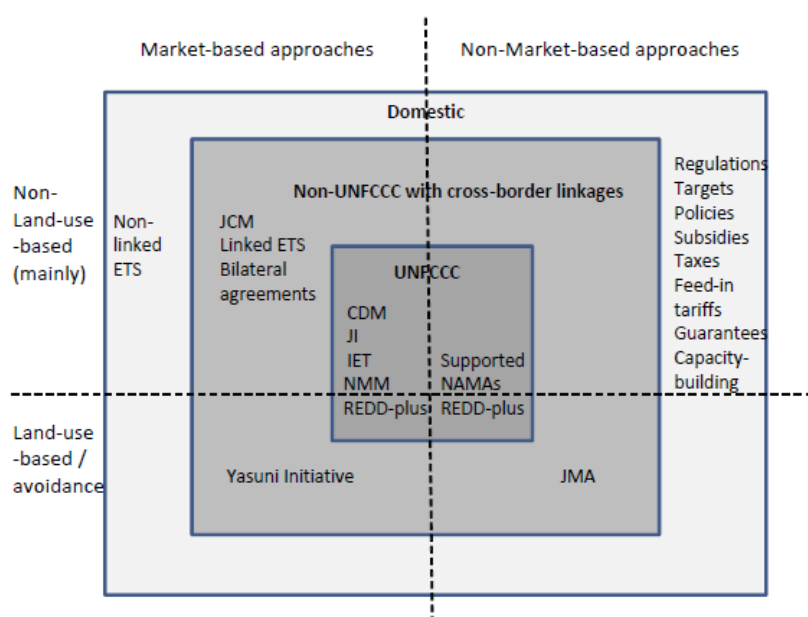 Market-based approaches
Non-Market-based approaches
Domestic
Non-
Land-use
-based
(mainly)
Non-
linked
ETS
Non-UNFCCC with cross-border linkages
JCM
Linked ETS
Bilateral
agreements
UNFCCC
CDM
JI
IET
NMM
REDD-plus
Supported
NAMAs
REDD-plus
Regulations
Targets
Policies
Subsidies
Taxes
Feed-in
tariffs
Guarantees
Capacity-
building
Land-use
-based /
avoidance
Yasuni Initiative
JMA